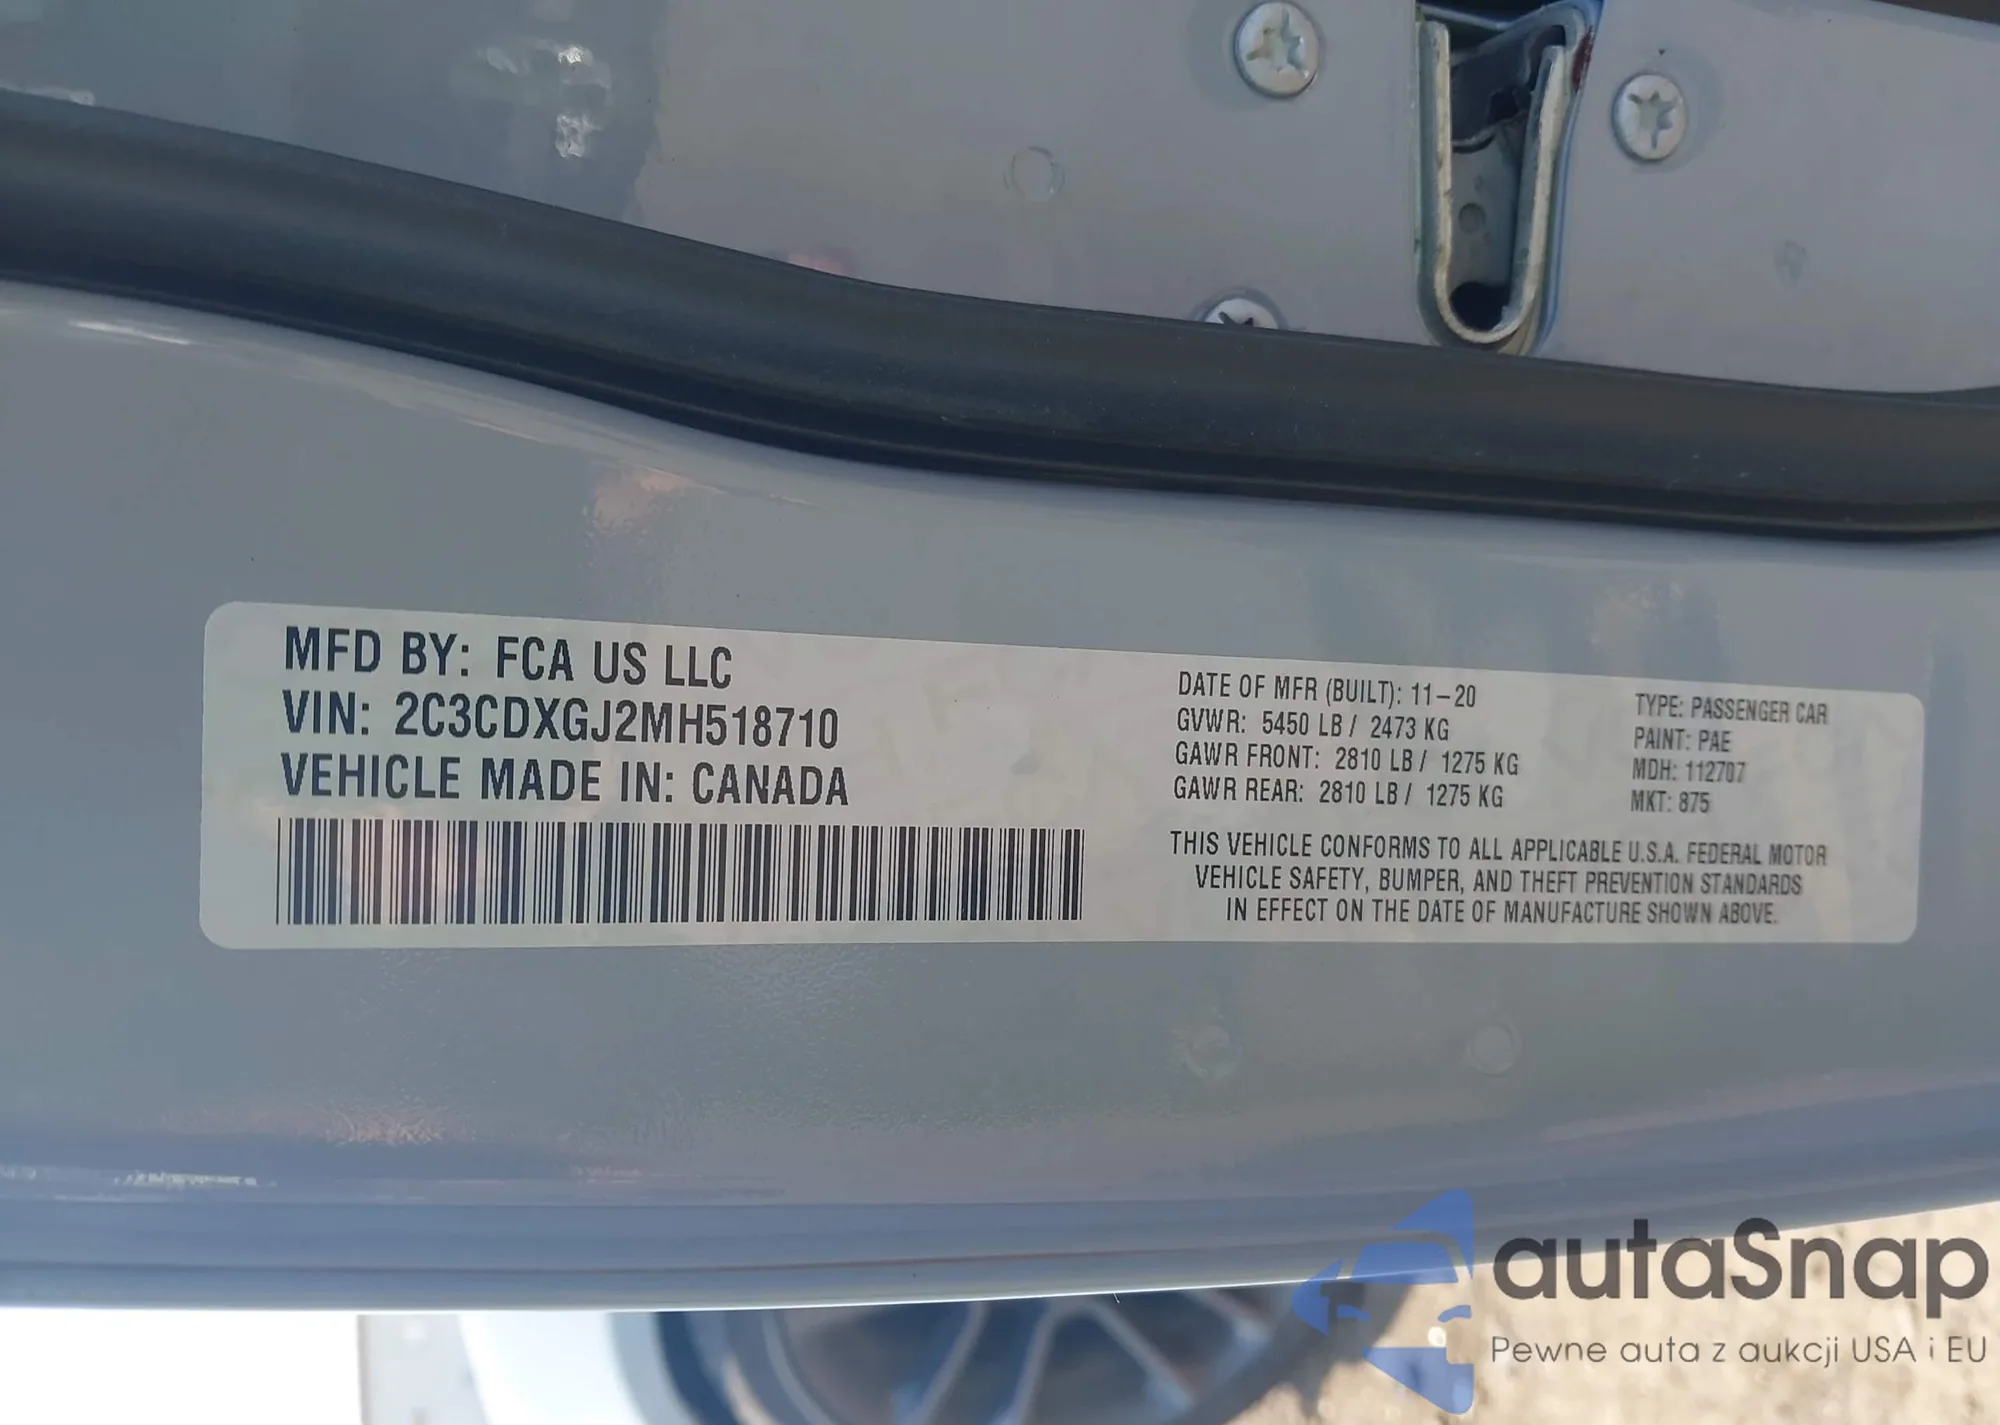 MFD BY: FCA US LLC
VIN: 2C3CDXGJ2MH518710
VEHICLE MADE IN: CANADA
DATE OF MFR (BUILT): 11-20
GVWR: 5450 LB / 2473 KG
GAWR FRONT: 2810 LB / 1275 KG
GAWR REAR: 2810 LB / 1275 KG
TYPE: PASSENGER CAR
PAINT: PAE
MDH: 112707
MKT: 875
THIS VEHICLE CONFORMS TO ALL APPLICABLE U.S.A. FEDERAL MOTOR
VEHICLE SAFETY, BUMPER, AND THEFT PREVENTION STANDARDS
IN EFFECT ON THE DATE OF MANUFACTURE SHOWN ABOVE.
autaSnap
Pewne auta z aukcji USA i EU